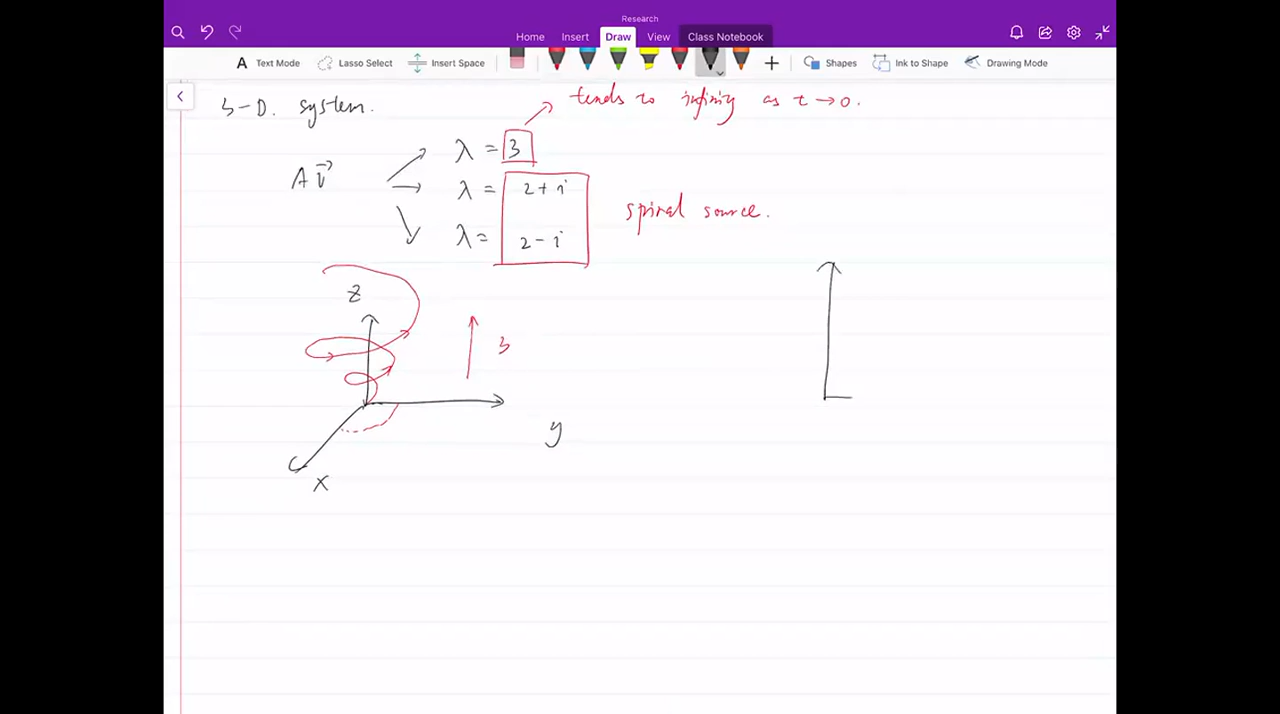 Research
Home Insert Draw View Class Notebook
Text Mode Lasso Select Insert Space Shapes Ink to Shape Drawing Mode
3-D. system.
tends to infinity as t → 0.
λ = 3
A v⃗
λ = 2 + i
spiral source.
λ = 2 - i
z
3
y
x